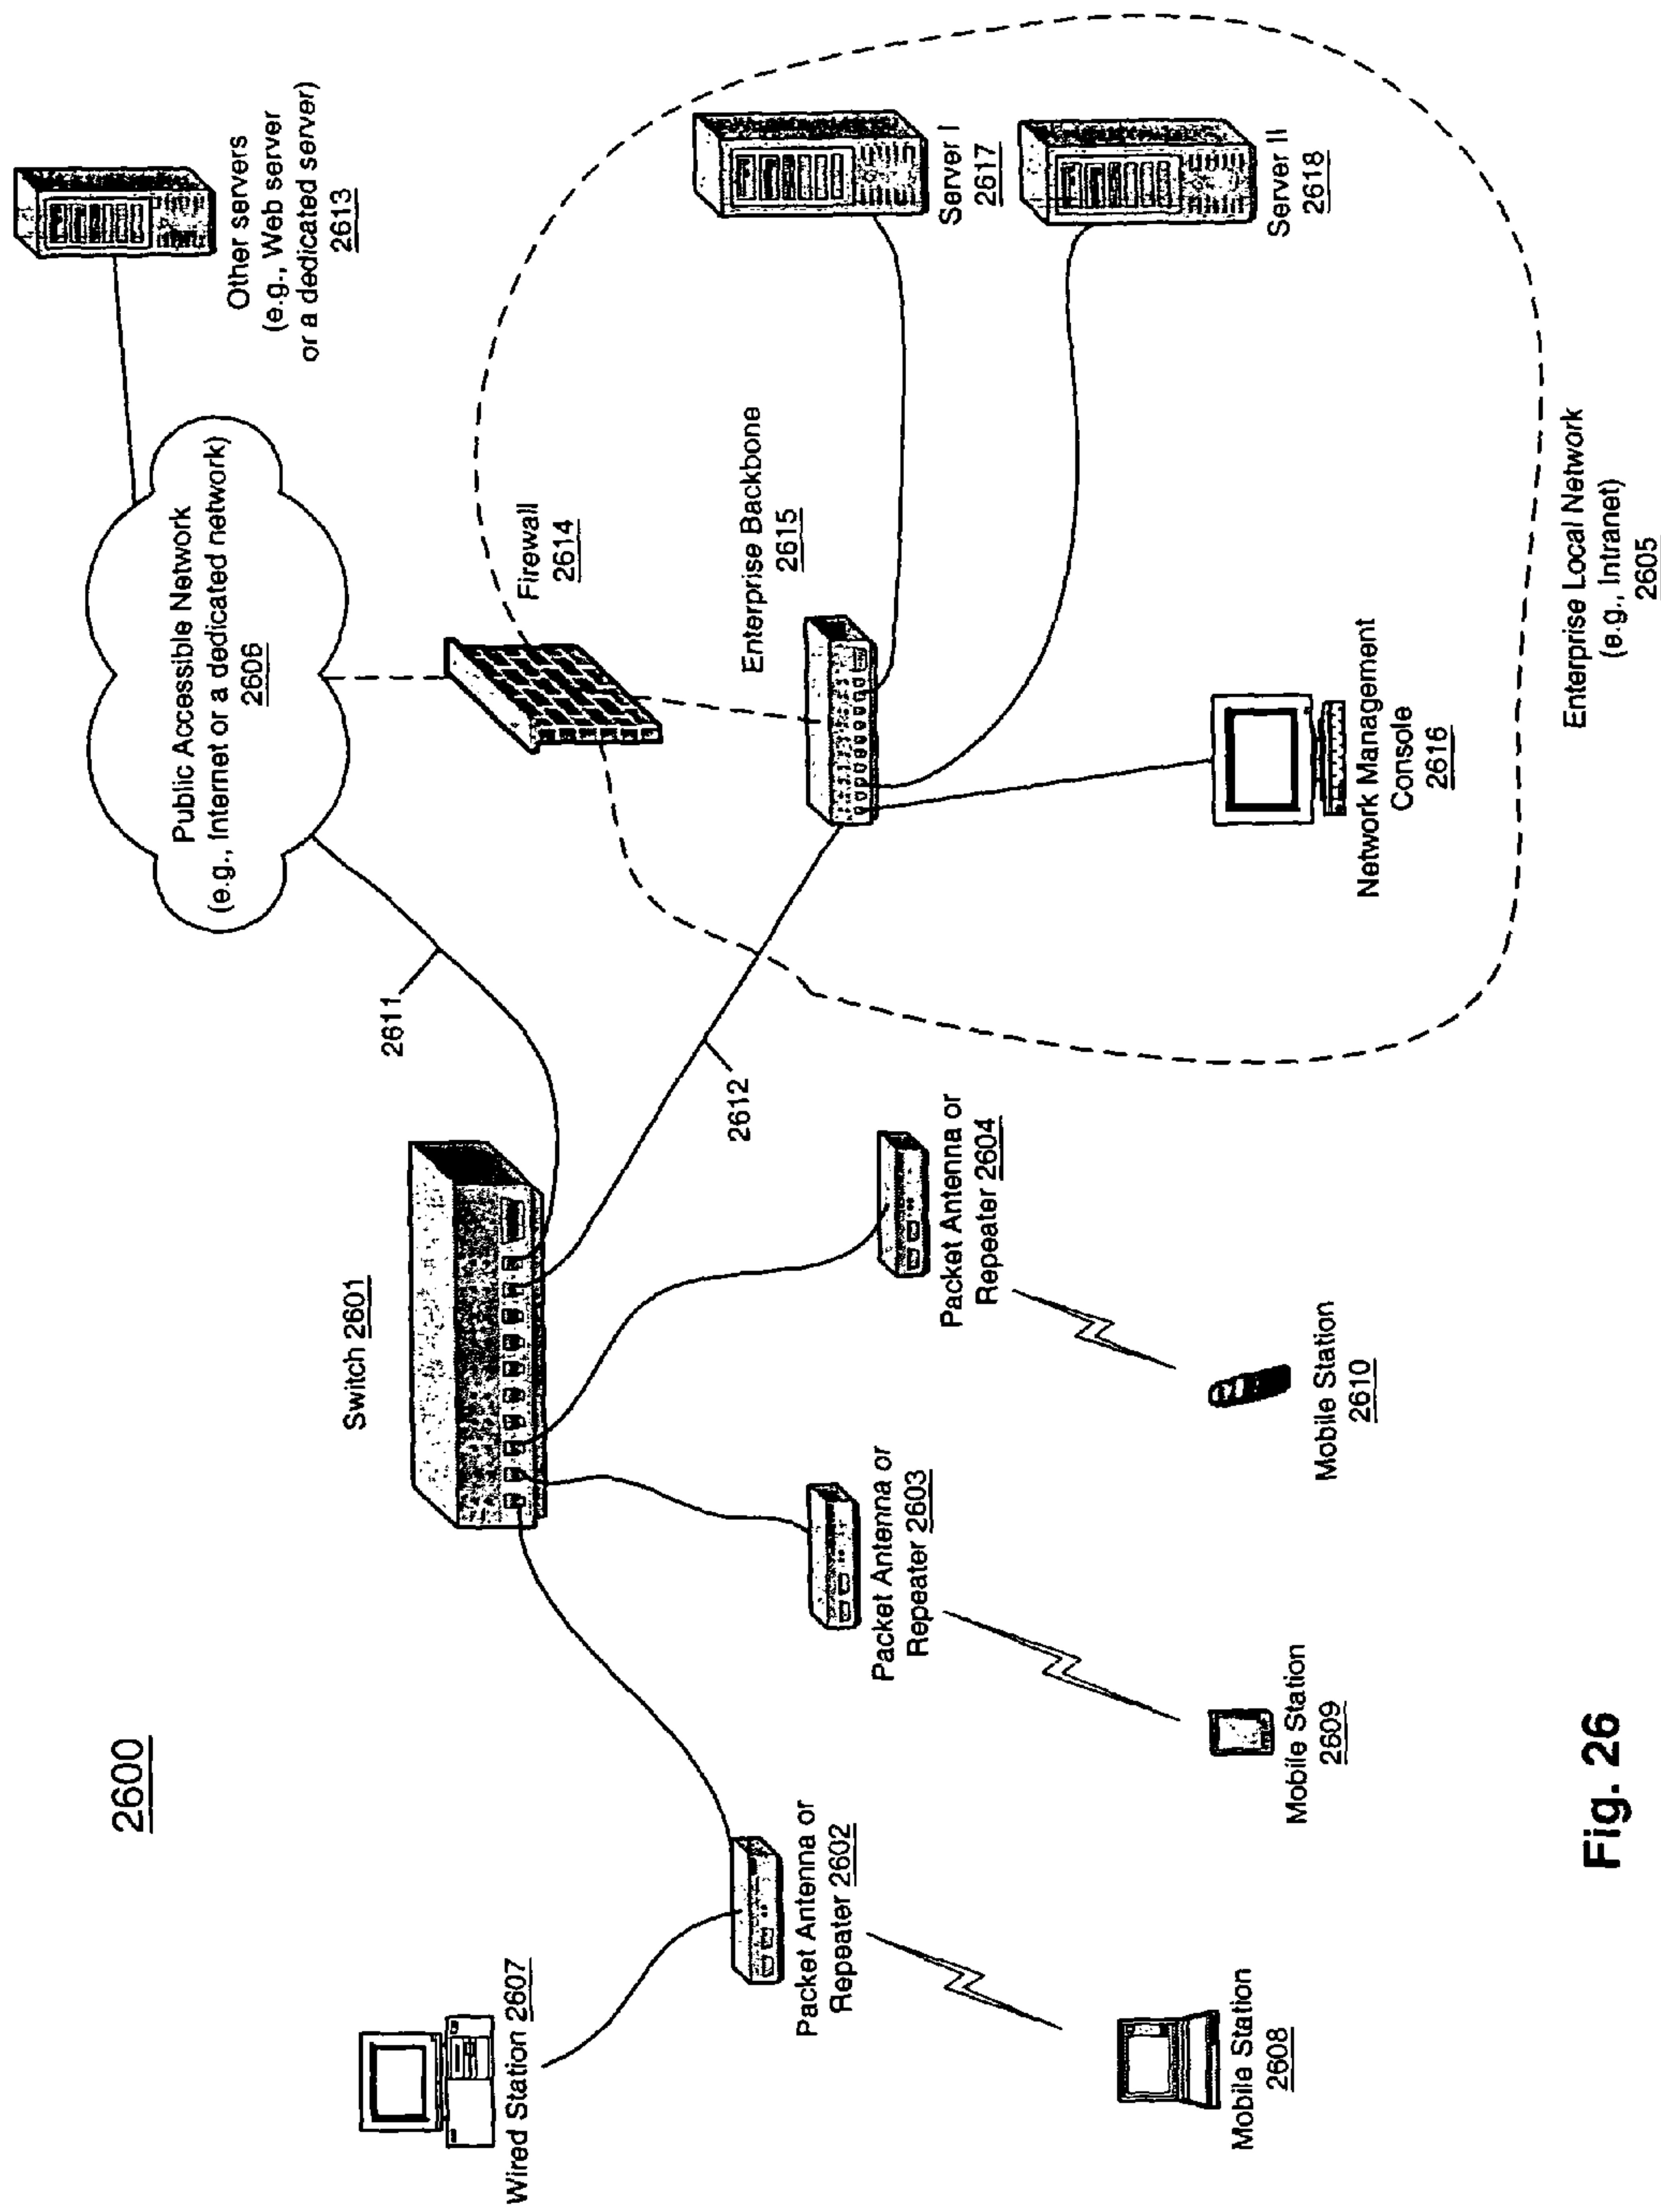 2600
Other servers
(e.g., Web server
or a dedicated server)
2613
Public Accessible Network
(e.g., Internet or a dedicated network)
2606
2611
Switch 2601
Firewall
2614
Wired Station 2607
2612
Enterprise Backbone
2615
Server I
2617
Packet Antenna or
Repeater 2602
Packet Antenna or
Repeater 2603
Packet Antenna or
Repeater 2604
Server II
2618
Mobile Station
2608
Mobile Station
2609
Mobile Station
2610
Network Management
Console
2616
Enterprise Local Network
(e.g., Intranet)
2605
Fig. 26